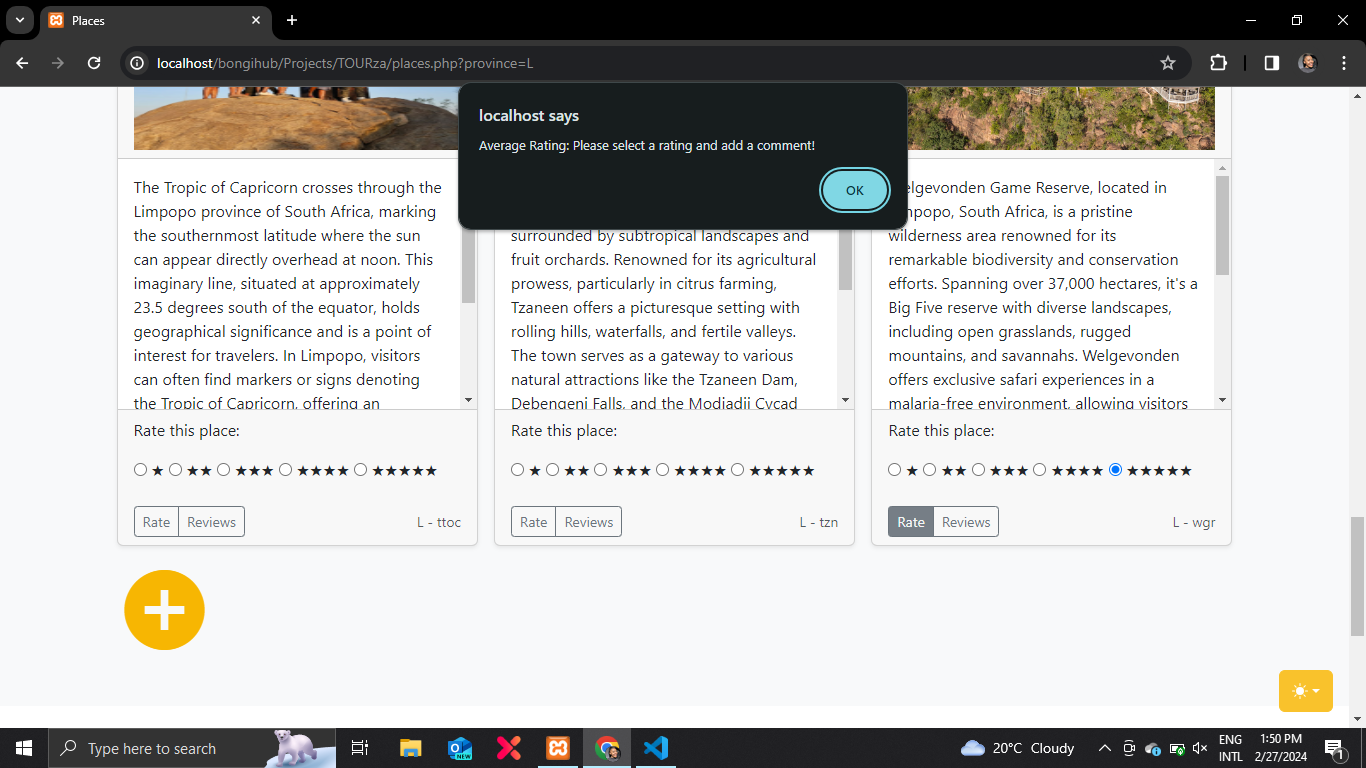 Places
localhost/bongihub/Projects/TOURza/places.php?province=L
localhost says
Average Rating: Please select a rating and add a comment!
OK
The Tropic of Capricorn crosses through the
Limpopo province of South Africa, marking
the southernmost latitude where the sun
can appear directly overhead at noon. This
imaginary line, situated at approximately
23.5 degrees south of the equator, holds
geographical significance and is a point of
interest for travelers. In Limpopo, visitors
can often find markers or signs denoting
the Tropic of Capricorn, offering an
Rate this place:
★ ★★ ★★★ ★★★★ ★★★★★
Rate Reviews L - ttoc
surrounded by subtropical landscapes and
fruit orchards. Renowned for its agricultural
prowess, particularly in citrus farming,
Tzaneen offers a picturesque setting with
rolling hills, waterfalls, and fertile valleys.
The town serves as a gateway to various
natural attractions like the Tzaneen Dam,
Debengeni Falls, and the Modjadji Cycad
Rate this place:
★ ★★ ★★★ ★★★★ ★★★★★
Rate Reviews L - tzn
elgevonden Game Reserve, located in
mpopo, South Africa, is a pristine
wilderness area renowned for its
remarkable biodiversity and conservation
efforts. Spanning over 37,000 hectares, it's a
Big Five reserve with diverse landscapes,
including open grasslands, rugged
mountains, and savannahs. Welgevonden
offers exclusive safari experiences in a
malaria-free environment, allowing visitors
Rate this place:
★ ★★ ★★★ ★★★★ ★★★★★
Rate Reviews L - wgr
Type here to search
NEW
20°C Cloudy
ENG
INTL
1:50 PM
2/27/2024
1